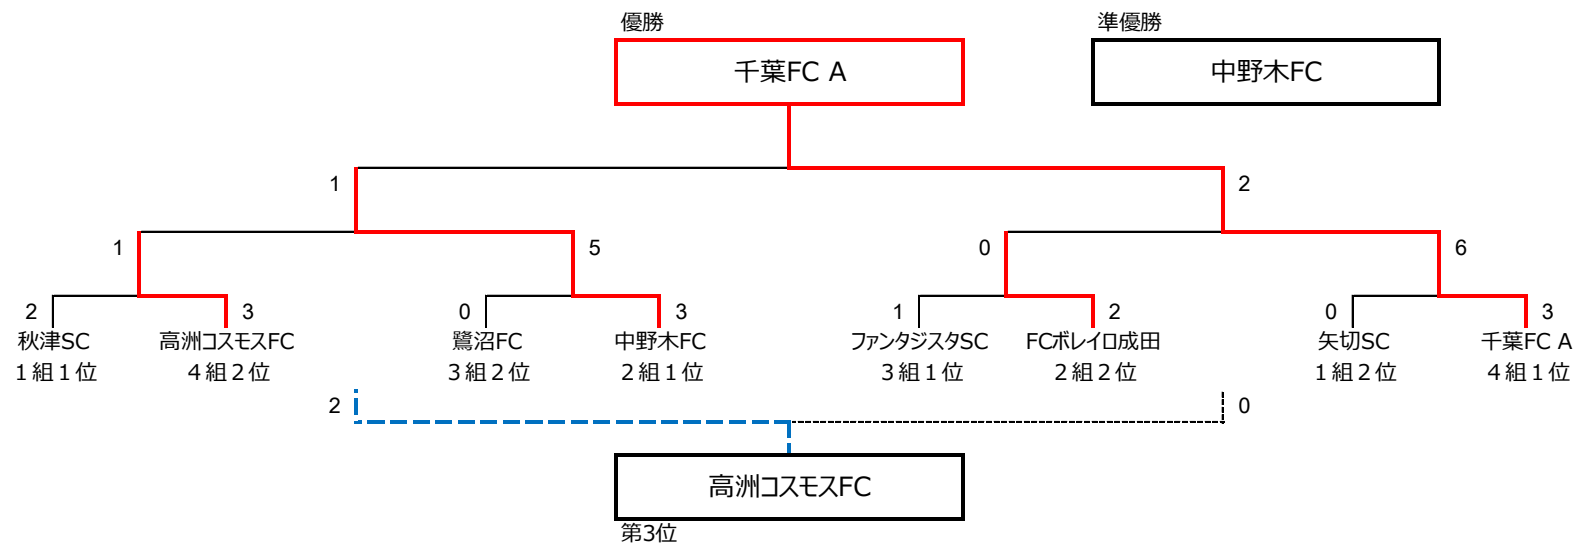 優勝 準優勝
千葉FC A 中野木FC
1 2
1 5 0 6
2 3 0 3 1 2 0 3
秋津SC 高洲コスモスFC 鷺沼FC 中野木FC ファンタジスタSC FCボレイロ成田 矢切SC 千葉FC A
１組１位 ４組２位 ３組２位 ２組１位 ３組１位 ２組２位 １組２位 ４組１位
2 0
高洲コスモスFC
第3位